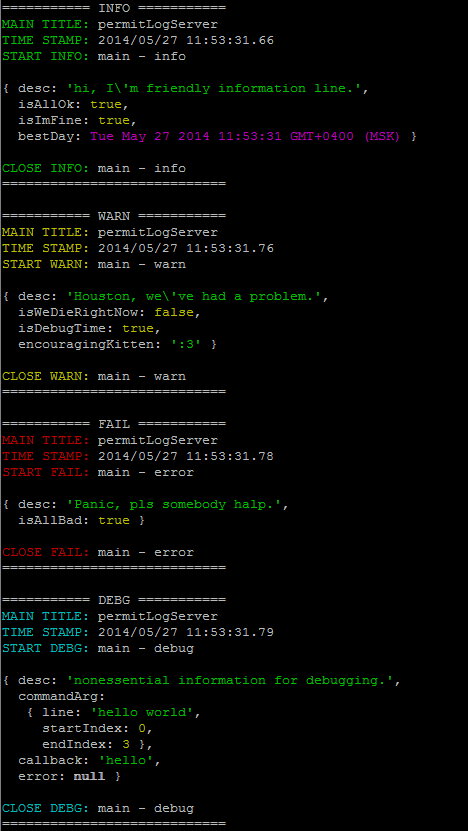 =========== INFO ===========
MAIN TITLE: permitLogServer
TIME STAMP: 2014/05/27 11:53:31.66
START INFO: main - info
{ desc: 'hi, I\'m friendly information line.',
isAllOk: true,
isImFine: true,
bestDay: Tue May 27 2014 11:53:31 GMT+0400 (MSK) }
CLOSE INFO: main - info
============================
=========== WARN ===========
MAIN TITLE: permitLogServer
TIME STAMP: 2014/05/27 11:53:31.76
START WARN: main - warn
{ desc: 'Houston, we\'ve had a problem.',
isWeDieRightNow: false,
isDebugTime: true,
encouragingKitten: ':3' }
CLOSE WARN: main - warn
============================
=========== FAIL ===========
MAIN TITLE: permitLogServer
TIME STAMP: 2014/05/27 11:53:31.78
START FAIL: main - error
{ desc: 'Panic, pls somebody halp.',
isAllBad: true }
CLOSE FAIL: main - error
============================
=========== DEBG ===========
MAIN TITLE: permitLogServer
TIME STAMP: 2014/05/27 11:53:31.79
START DEBG: main - debug
{ desc: 'nonessential information for debugging.',
commandArg:
{ line: 'hello world',
startIndex: 0,
endIndex: 3 },
callback: 'hello',
error: null }
CLOSE DEBG: main - debug
============================